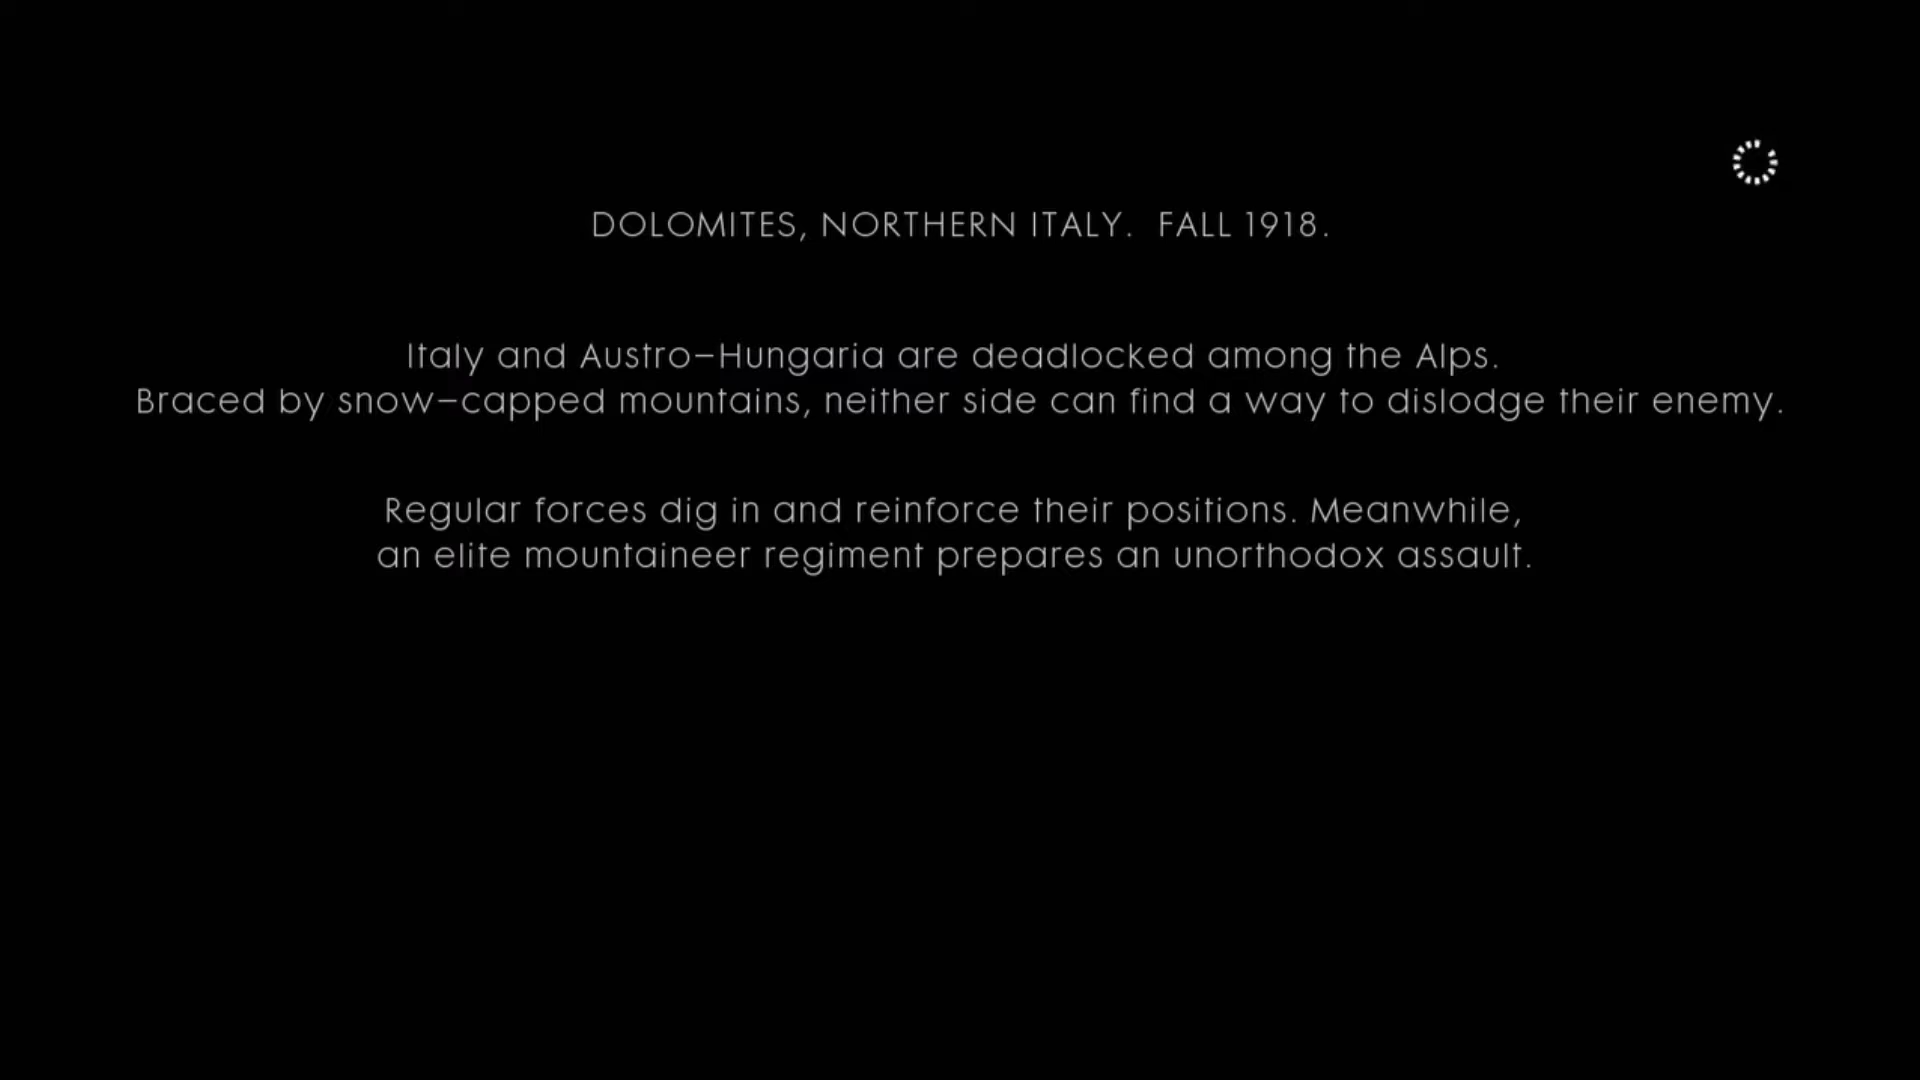 DOLOMITES, NORTHERN ITALY.  FALL 1918.
Italy and Austro-Hungaria are deadlocked among the Alps.
Braced by snow-capped mountains, neither side can find a way to dislodge their enemy.
Regular forces dig in and reinforce their positions. Meanwhile,
an elite mountaineer regiment prepares an unorthodox assault.